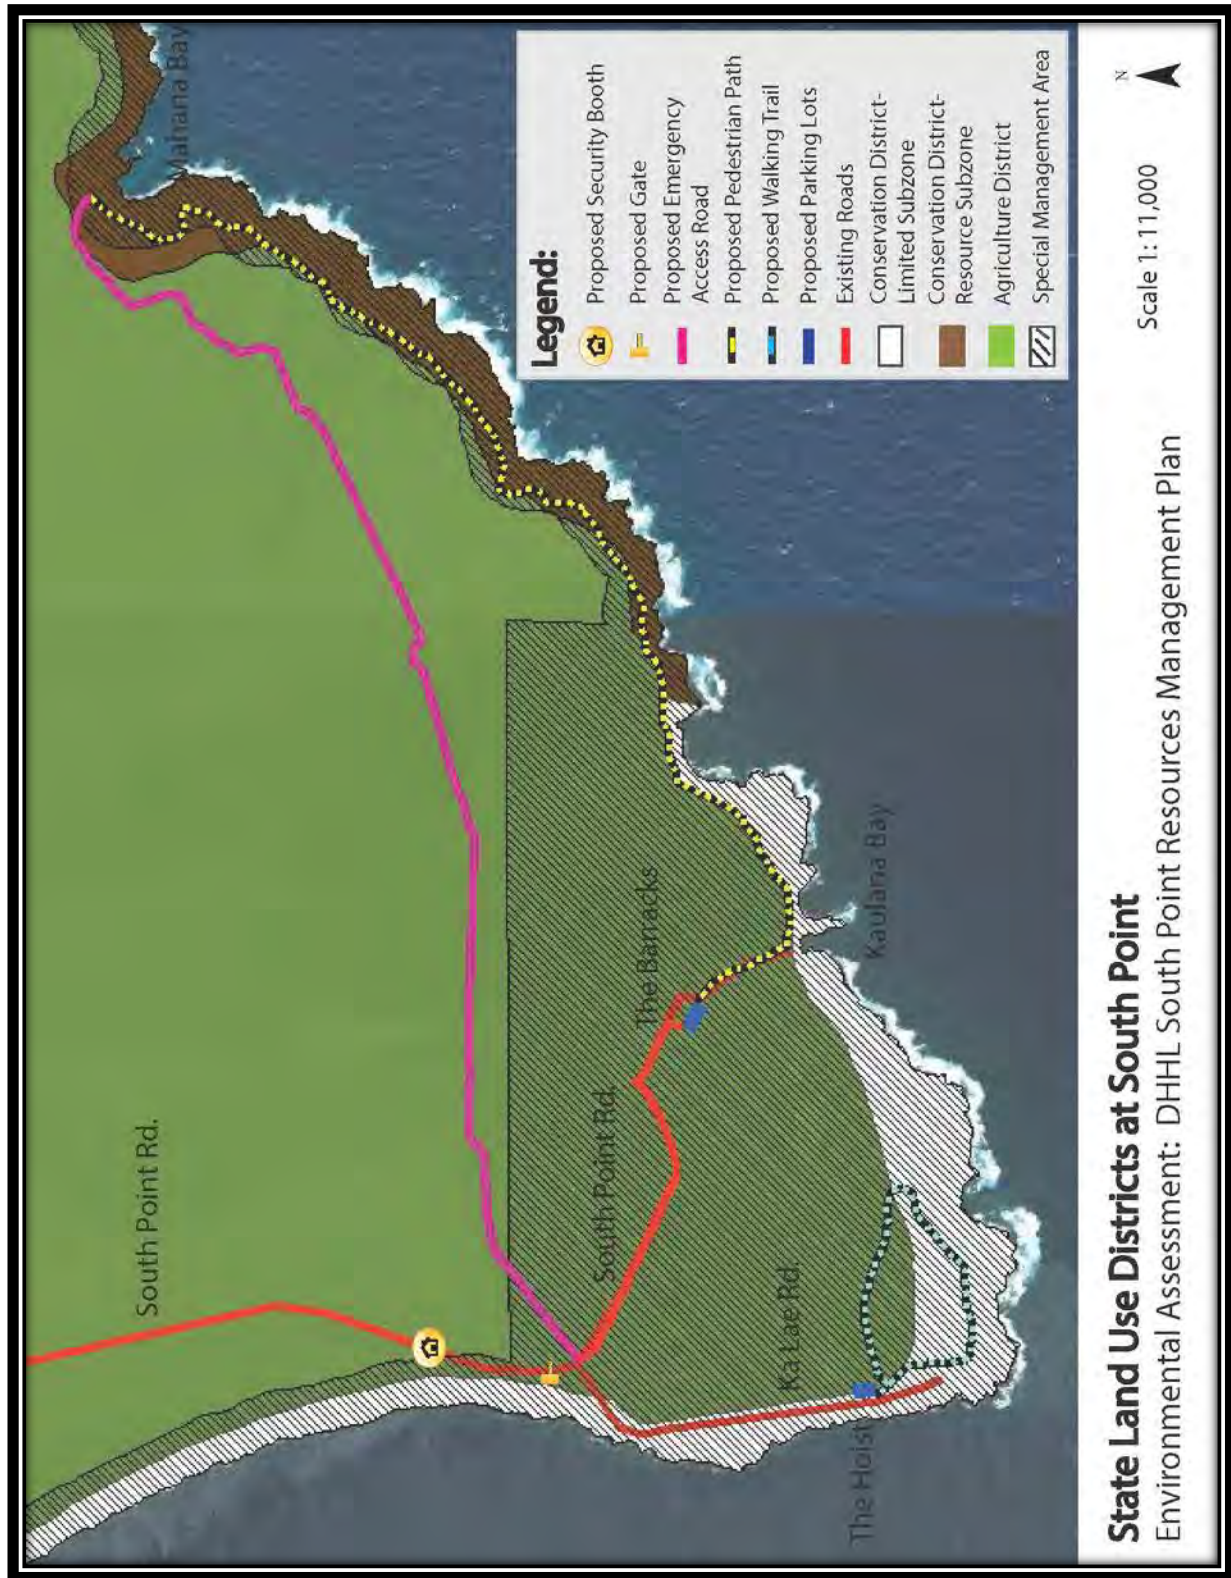 South Point Rd.
Mahana Bay
The Barracks
South Point Rd.
Kaulana Bay
Ka Lae Rd.
The Hoist
Legend:
Proposed Security Booth
Proposed Gate
Proposed Emergency
Access Road
Proposed Pedestrian Path
Proposed Walking Trail
Proposed Parking Lots
Existing Roads
Conservation District-
Limited Subzone
Conservation District-
Resource Subzone
Agriculture District
Special Management Area
State Land Use Districts at South Point
Environmental Assessment: DHHL South Point Resources Management Plan
Scale 1: 11,000
N